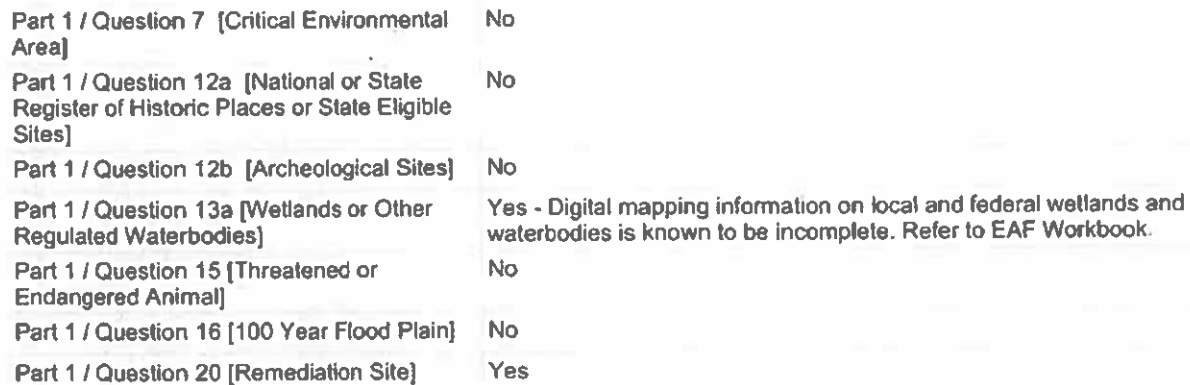 Part 1 / Question 7 [Critical Environmental Area] No
Part 1 / Question 12a [National or State Register of Historic Places or State Eligible Sites] No
Part 1 / Question 12b [Archeological Sites] No
Part 1 / Question 13a [Wetlands or Other Regulated Waterbodies] Yes - Digital mapping information on local and federal wetlands and waterbodies is known to be incomplete. Refer to EAF Workbook.
Part 1 / Question 15 [Threatened or Endangered Animal] No
Part 1 / Question 16 [100 Year Flood Plain] No
Part 1 / Question 20 [Remediation Site] Yes